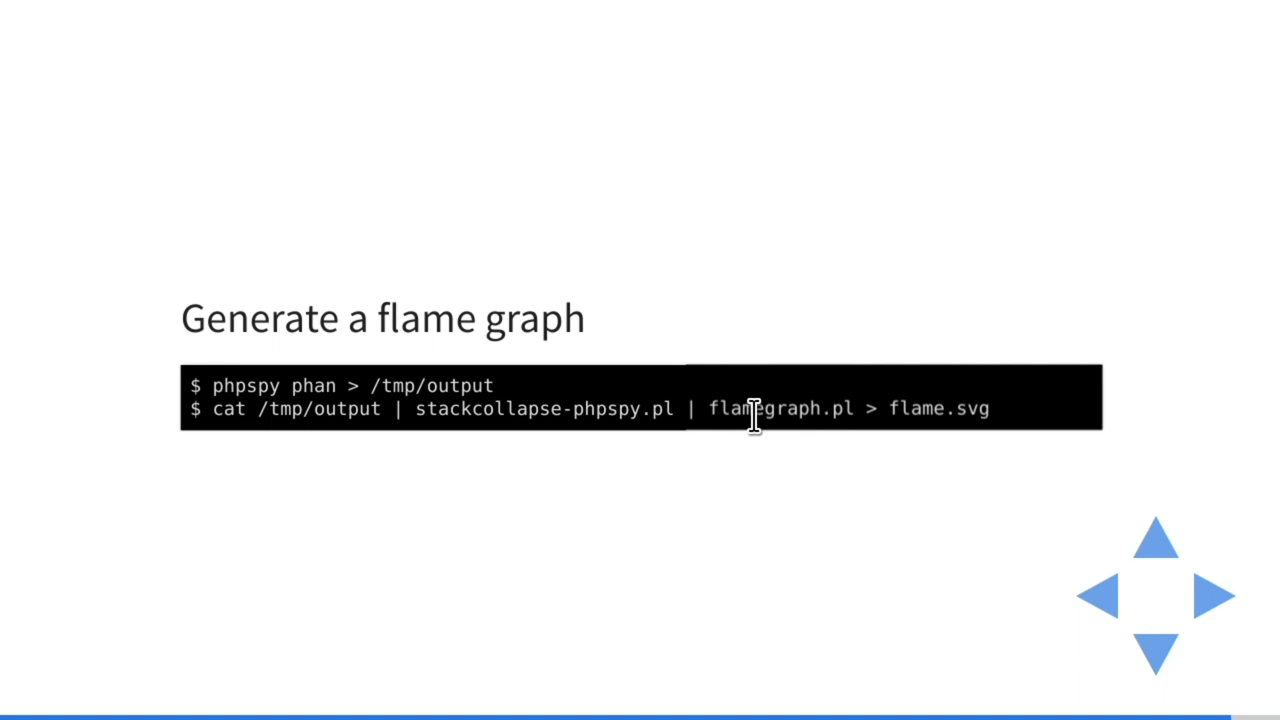 Generate a flame graph
$ phpspy phan > /tmp/output
$ cat /tmp/output | stackcollapse-phpspy.pl | flamegraph.pl > flame.svg